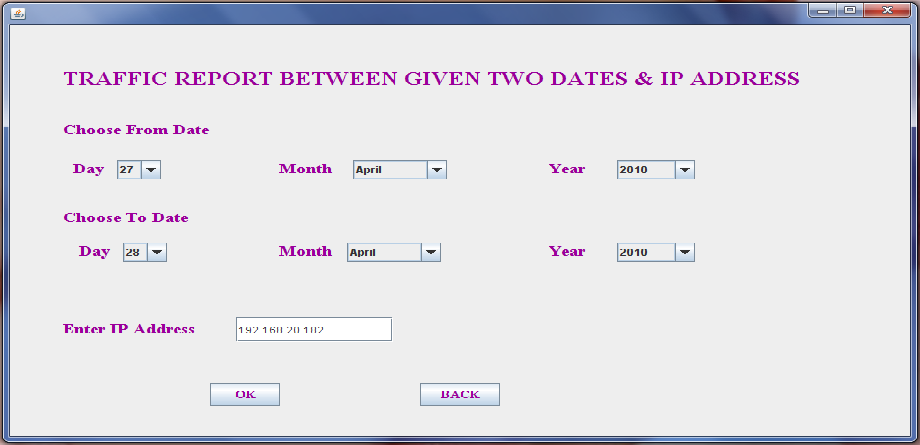 TRAFFIC REPORT BETWEEN GIVEN TWO DATES & IP ADDRESS
Choose From Date
Day 27 Month April Year 2010
Choose To Date
Day 28 Month April Year 2010
Enter IP Address 192.168.20.182
OK BACK